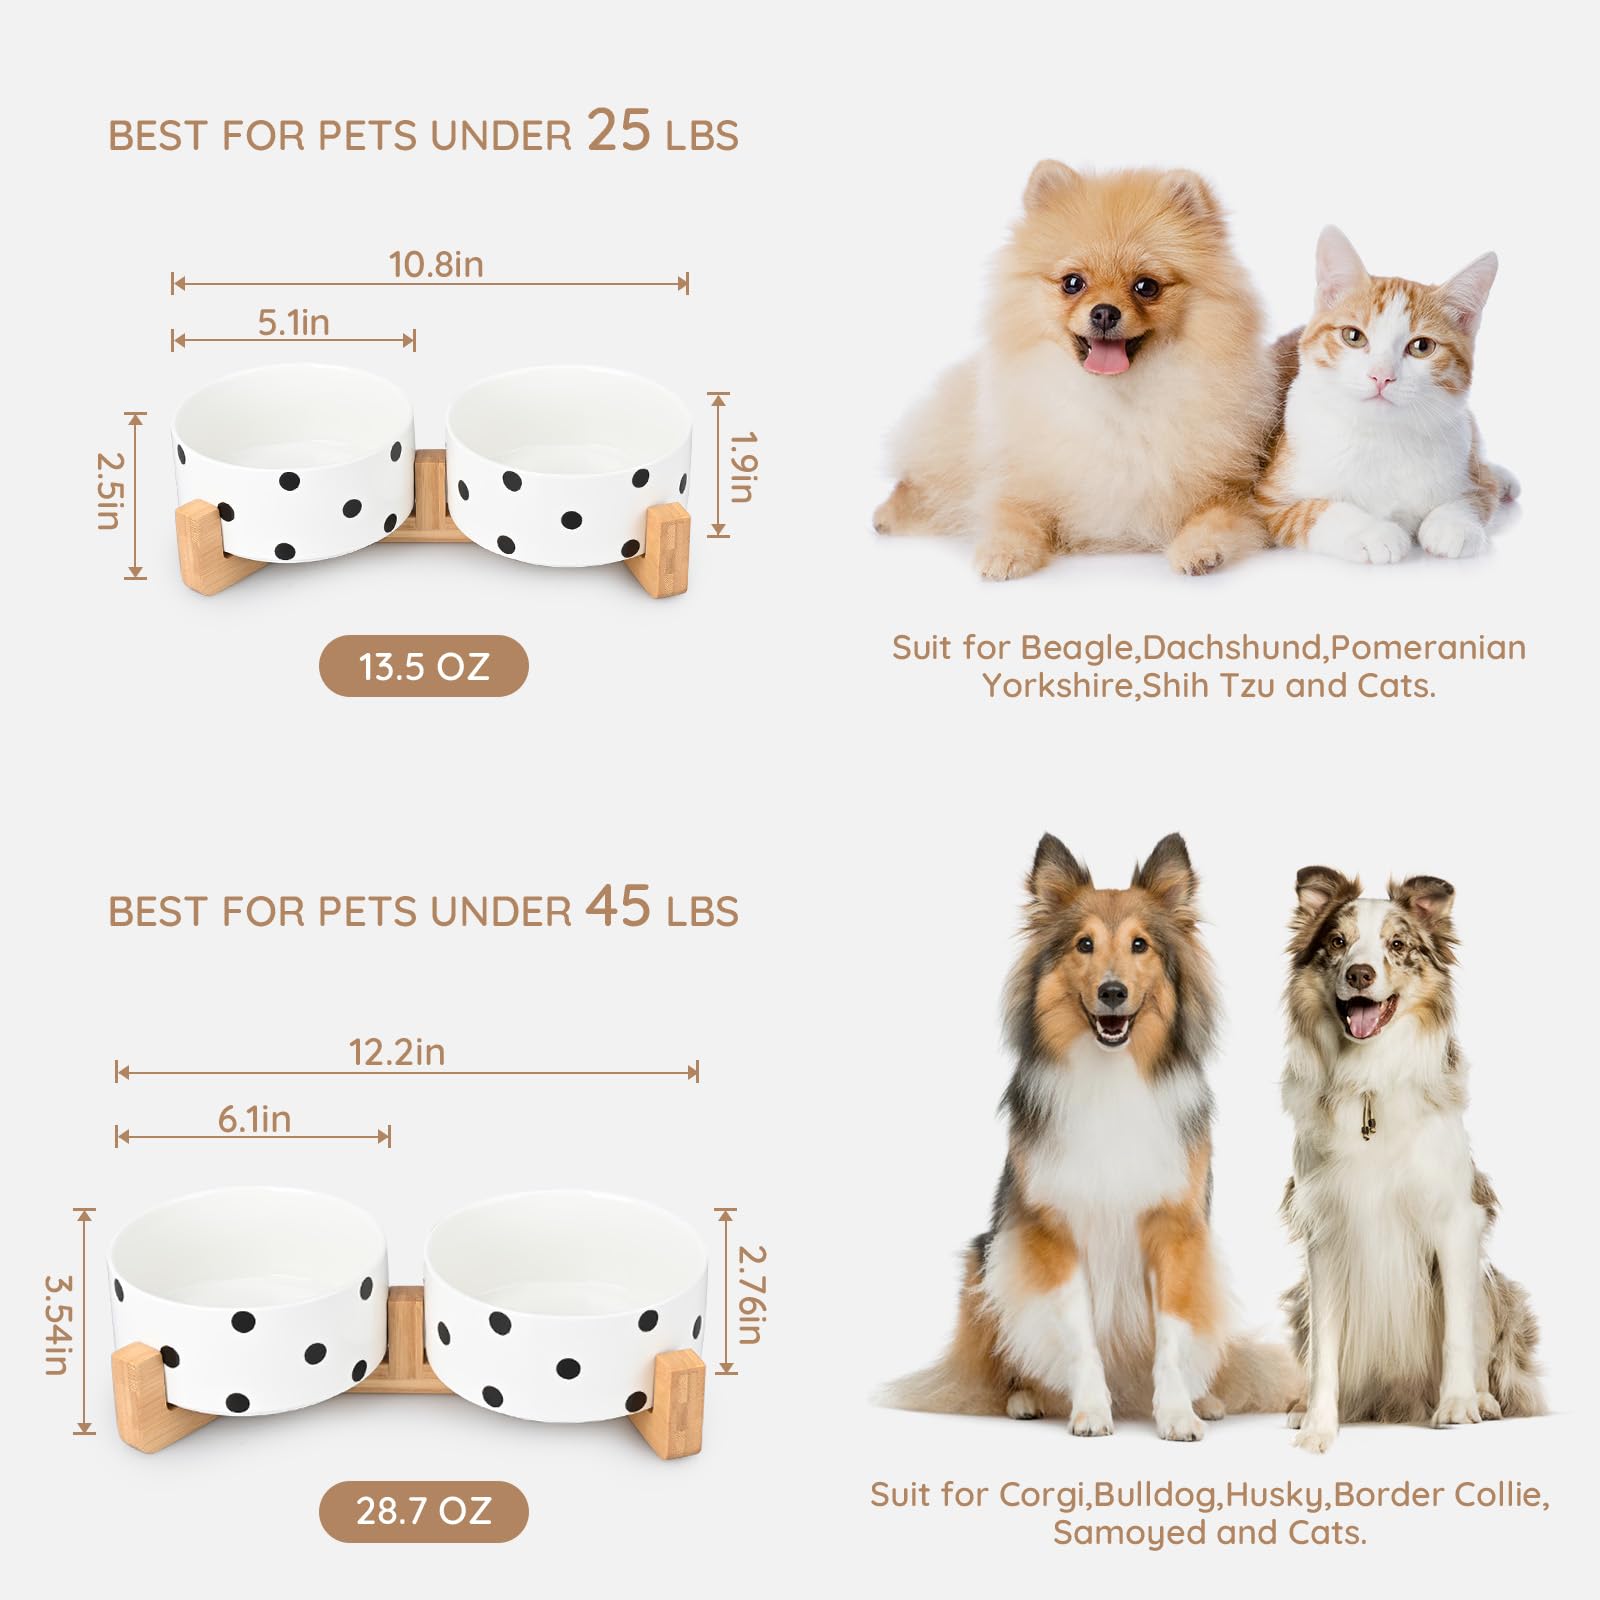 BEST FOR PETS UNDER 25 LBS
10.8in
5.1in
2.5in
1.9in
13.5 OZ
Suit for Beagle,Dachshund,Pomeranian
Yorkshire,Shih Tzu and Cats.
BEST FOR PETS UNDER 45 LBS
12.2in
6.1in
3.54in
2.76in
28.7 OZ
Suit for Corgi,Bulldog,Husky,Border Collie,
Samoyed and Cats.